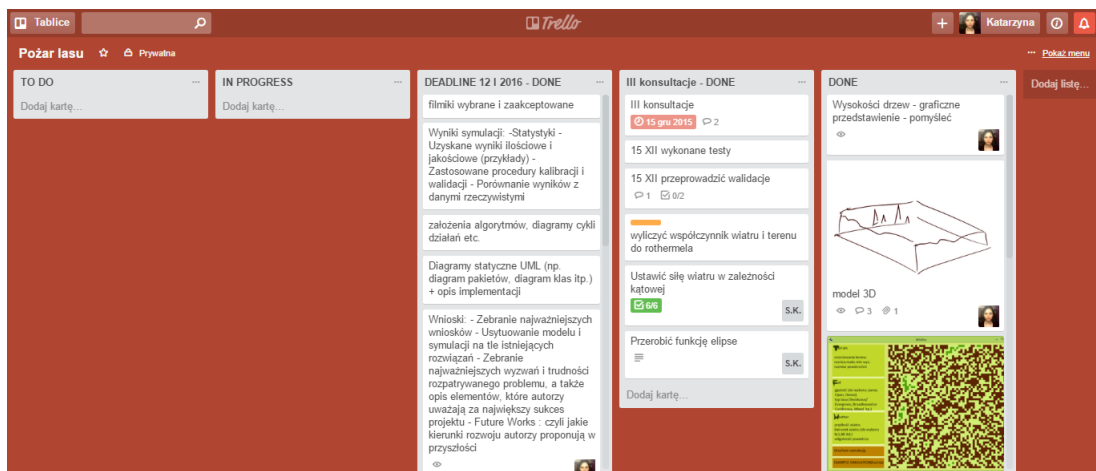 Tablice
Trello
Katarzyna
Pożar lasu
Prywatna
... Pokaż menu
TO DO
Dodaj kartę...
IN PROGRESS
Dodaj kartę...
DEADLINE 12 I 2016 - DONE
filmiki wybrane i zaakceptowane
Wyniki symulacji: -Statystyki -
Uzyskane wyniki ilościowe i
jakościowe (przykłady) -
Zastosowane procedury kalibracji i
walidacji - Porównanie wyników z
danymi rzeczywistymi
założenia algorytmów, diagramy cykli
działań etc.
Diagramy statyczne UML (np.
diagram pakietów, diagram klas itp.)
+ opis implementacji
Wnioski: - Zebranie najważniejszych
wniosków - Usytuowanie modelu i
symulacji na tle istniejących
rozwiązań - Zebranie
najważniejszych wyzwań i trudności
rozpatrywanego problemu, a także
opis elementów, które autorzy
uważają za największy sukces
projektu - Future Works : czyli jakie
kierunki rozwoju autorzy proponują w
przyszłości
III konsultacje - DONE
III konsultacje
15 gru 2015 2
15 XII wykonane testy
15 XII przeprowadzić walidacje
1 0/2
wyliczyć współczynnik wiatru i terenu
do rothermela
Ustawić siłę wiatru w zależności
kątowej
6/6
S.K.
Przerobić funkcję elipse
S.K.
Dodaj kartę...
DONE
Wysokości drzew - graficzne
przedstawienie - pomyśleć
model 3D
3 1
Dodaj listę...